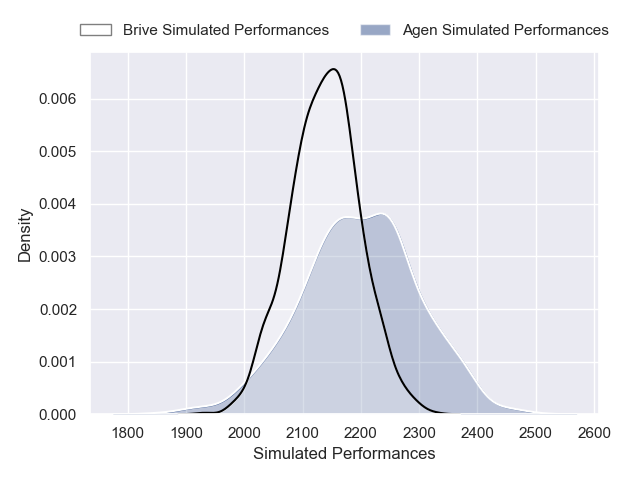 Brive Simulated Performances Agen Simulated Performances
0.006
0.005
0.004
0.003
0.002
0.001
0.000
Density
1800 1900 2000 2100 2200 2300 2400 2500 2600
Simulated Performances